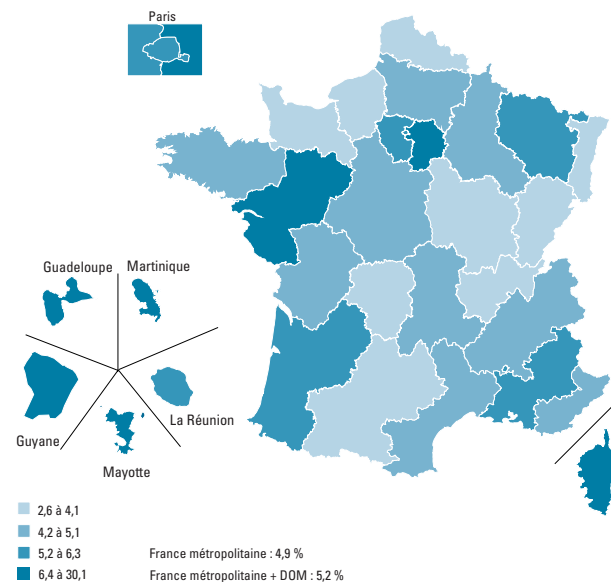 Paris
Guadeloupe
Martinique
La Réunion
Guyane
Mayotte
2,6 à 4,1
4,2 à 5,1
5,2 à 6,3
France métropolitaine : 4,9 %
6,4 à 30,1
France métropolitaine + DOM : 5,2 %